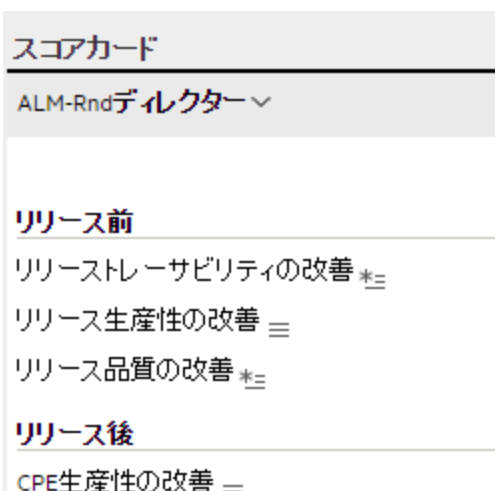 スコアカード
ALM-Rndディレクター
リリース前
リリーストレーサビリティの改善
リリース生産性の改善
リリース品質の改善
リリース後
CPE生産性の改善